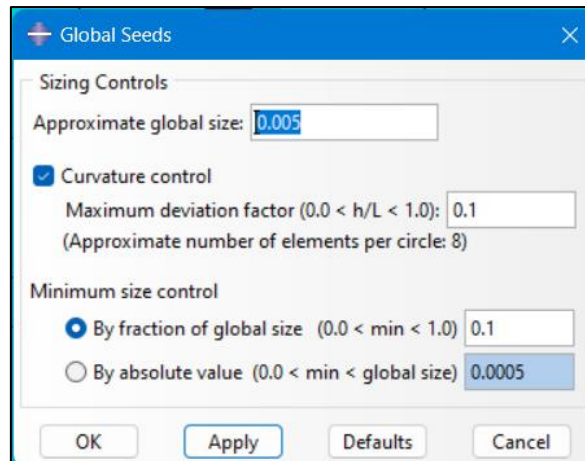 Global Seeds
Sizing Controls
Approximate global size: 0.005
Curvature control
Maximum deviation factor (0.0 < h/L < 1.0): 0.1
(Approximate number of elements per circle: 8)
Minimum size control
By fraction of global size (0.0 < min < 1.0) 0.1
By absolute value (0.0 < min < global size) 0.0005
OK Apply Defaults Cancel